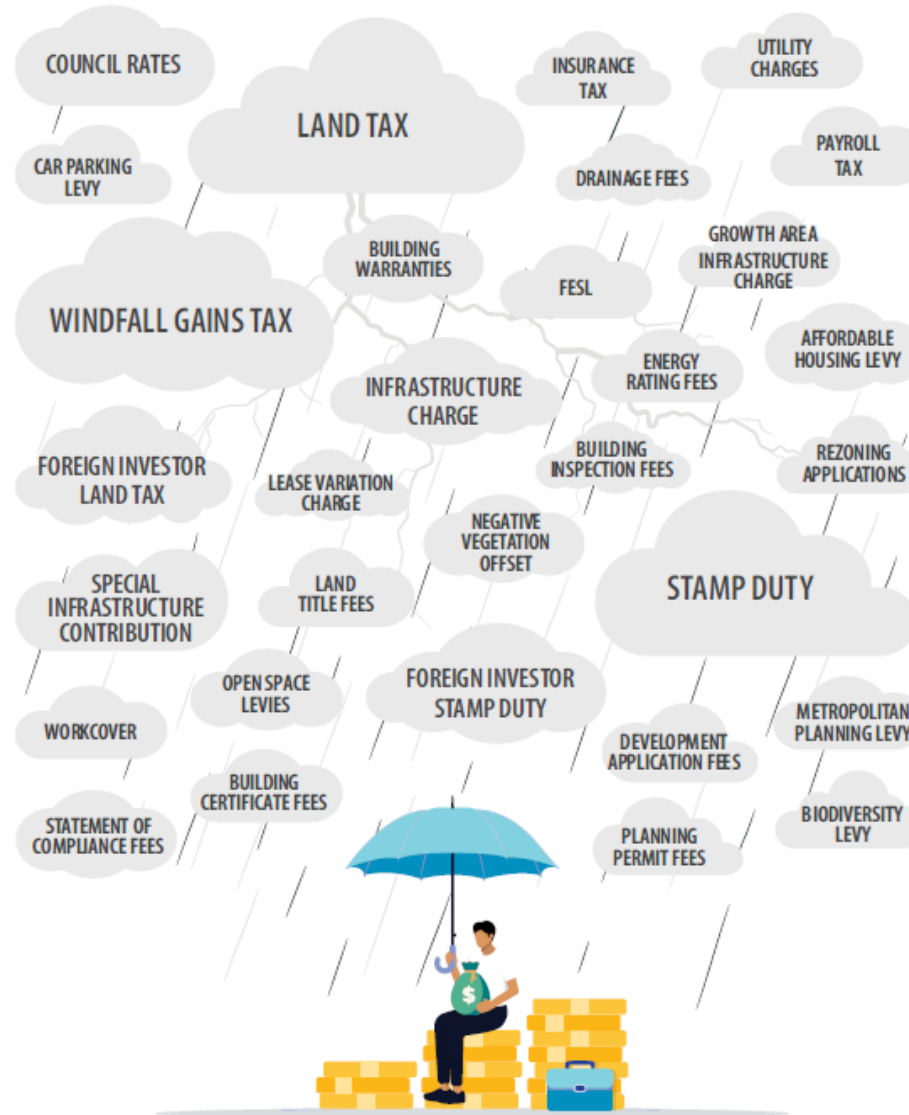 COUNCIL RATES
LAND TAX
INSURANCE
TAX
UTILITY
CHARGES
CAR PARKING
LEVY
DRAINAGE FEES
PAYROLL
TAX
BUILDING
WARRANTIES
FESL
GROWTH AREA
INFRASTRUCTURE
CHARGE
WINDFALL GAINS TAX
INFRASTRUCTURE
CHARGE
ENERGY
RATING FEES
AFFORDABLE
HOUSING LEVY
FOREIGN INVESTOR
LAND TAX
LEASE VARIATION
CHARGE
BUILDING
INSPECTION FEES
REZONING
APPLICATIONS
NEGATIVE
VEGETATION
OFFSET
STAMP DUTY
SPECIAL
INFRASTRUCTURE
CONTRIBUTION
LAND
TITLE FEES
OPEN SPACE
LEVIES
FOREIGN INVESTOR
STAMP DUTY
WORKCOVER
DEVELOPMENT
APPLICATION FEES
METROPOLITAN
PLANNING LEVY
BUILDING
CERTIFICATE FEES
STATEMENT OF
COMPLIANCE FEES
PLANNING
PERMIT FEES
BIODIVERSITY
LEVY
$